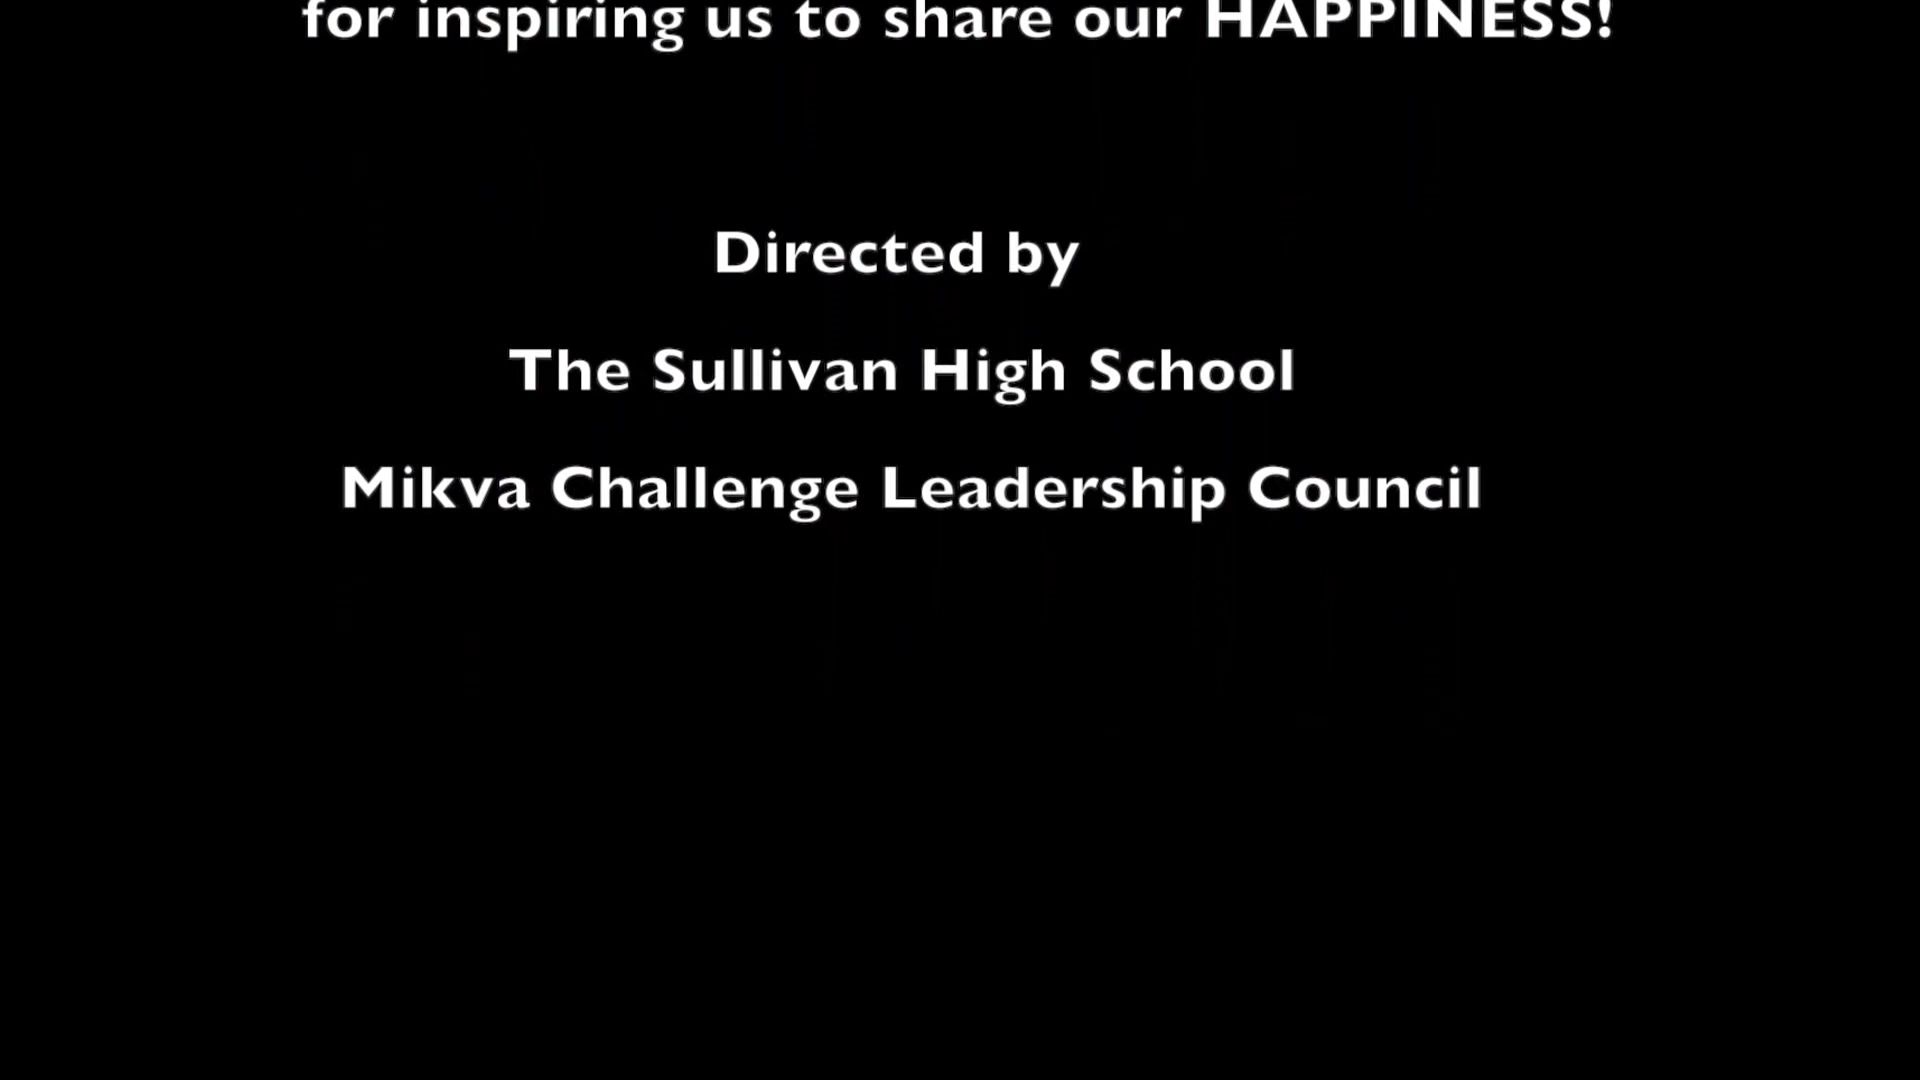 for inspiring us to share our HAPPINESS!
Directed by
The Sullivan High School
Mikva Challenge Leadership Council